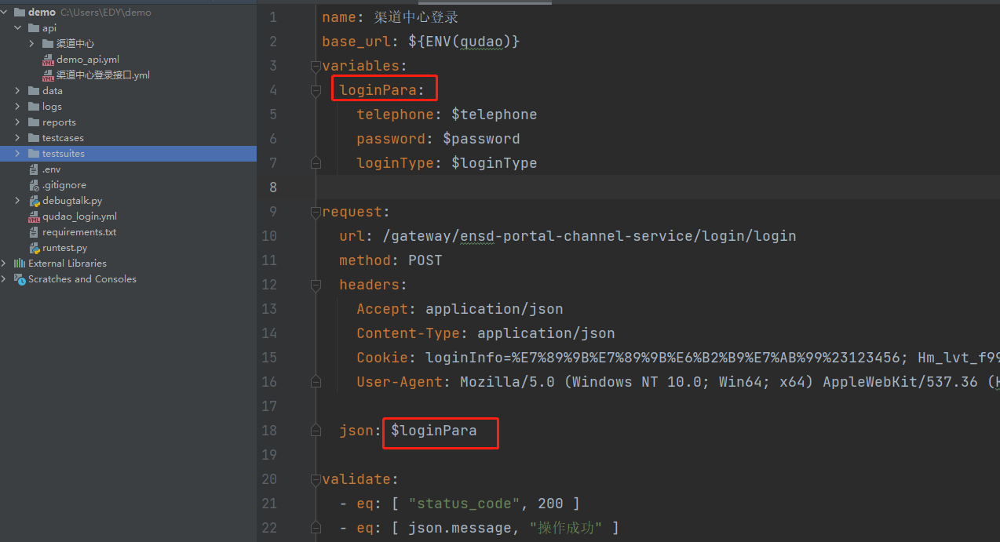 demo C:\Users\EDY\demo
api
渠道中心
demo_api.yml
渠道中心登录接口.yml
data
logs
reports
testcases
testsuites
.env
.gitignore
debugtalk.py
qudao_login.yml
requirements.txt
runtest.py
External Libraries
Scratches and Consoles
1 name: 渠道中心登录
2 base_url: ${ENV(qudao)}
3 variables:
4 loginPara:
5 telephone: $telephone
6 password: $password
7 loginType: $loginType
8
9 request:
10 url: /gateway/ensd-portal-channel-service/login/login
11 method: POST
12 headers:
13 Accept: application/json
14 Content-Type: application/json
15 Cookie: loginInfo=%E7%89%9B%E7%89%9B%E6%B2%B9%E7%AB%99%23123456; Hm_lvt_f99
16 User-Agent: Mozilla/5.0 (Windows NT 10.0; Win64; x64) AppleWebKit/537.36 (
17
18 json: $loginPara
19
20 validate:
21 - eq: [ "status_code", 200 ]
22 - eq: [ json.message, "操作成功" ]